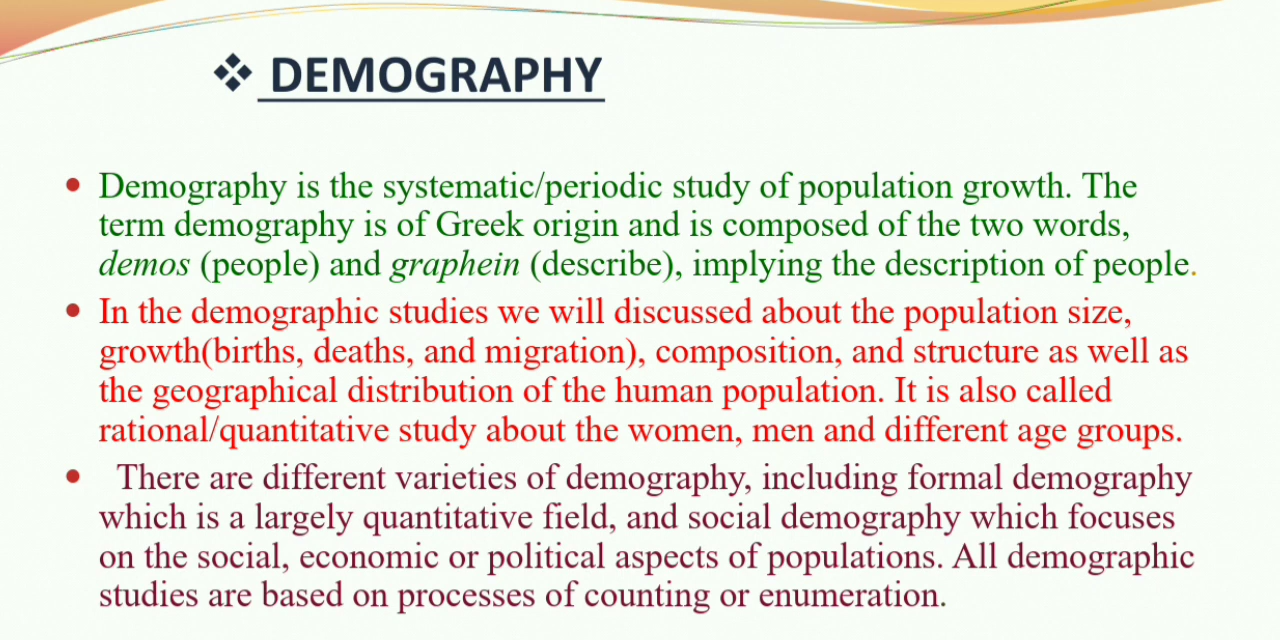 ❖ DEMOGRAPHY
• Demography is the systematic/periodic study of population growth. The
term demography is of Greek origin and is composed of the two words,
demos (people) and graphein (describe), implying the description of people.
• In the demographic studies we will discussed about the population size,
growth(births, deaths, and migration), composition, and structure as well as
the geographical distribution of the human population. It is also called
rational/quantitative study about the women, men and different age groups.
• There are different varieties of demography, including formal demography
which is a largely quantitative field, and social demography which focuses
on the social, economic or political aspects of populations. All demographic
studies are based on processes of counting or enumeration.